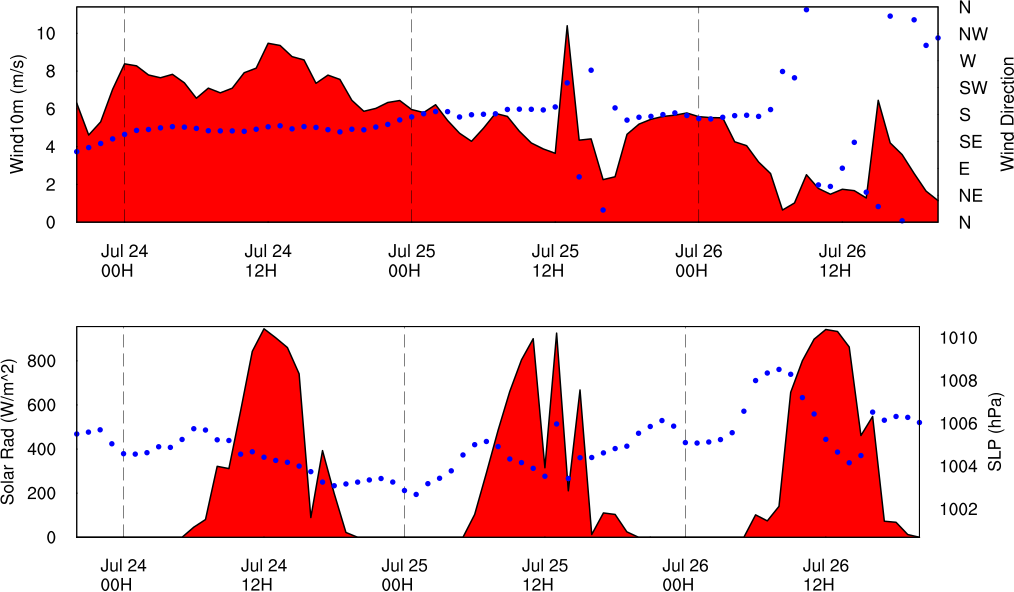 N
10
NW
8
W
SW
6
S
4
SE
E
2
NE
0
N
Wind10m (m/s)
Wind Direction
Jul 24
00H
Jul 24
12H
Jul 25
00H
Jul 25
12H
Jul 26
00H
Jul 26
12H
1010
800
1008
600
1006
400
1004
200
1002
0
Solar Rad (W/m^2)
SLP (hPa)
Jul 24
00H
Jul 24
12H
Jul 25
00H
Jul 25
12H
Jul 26
00H
Jul 26
12H